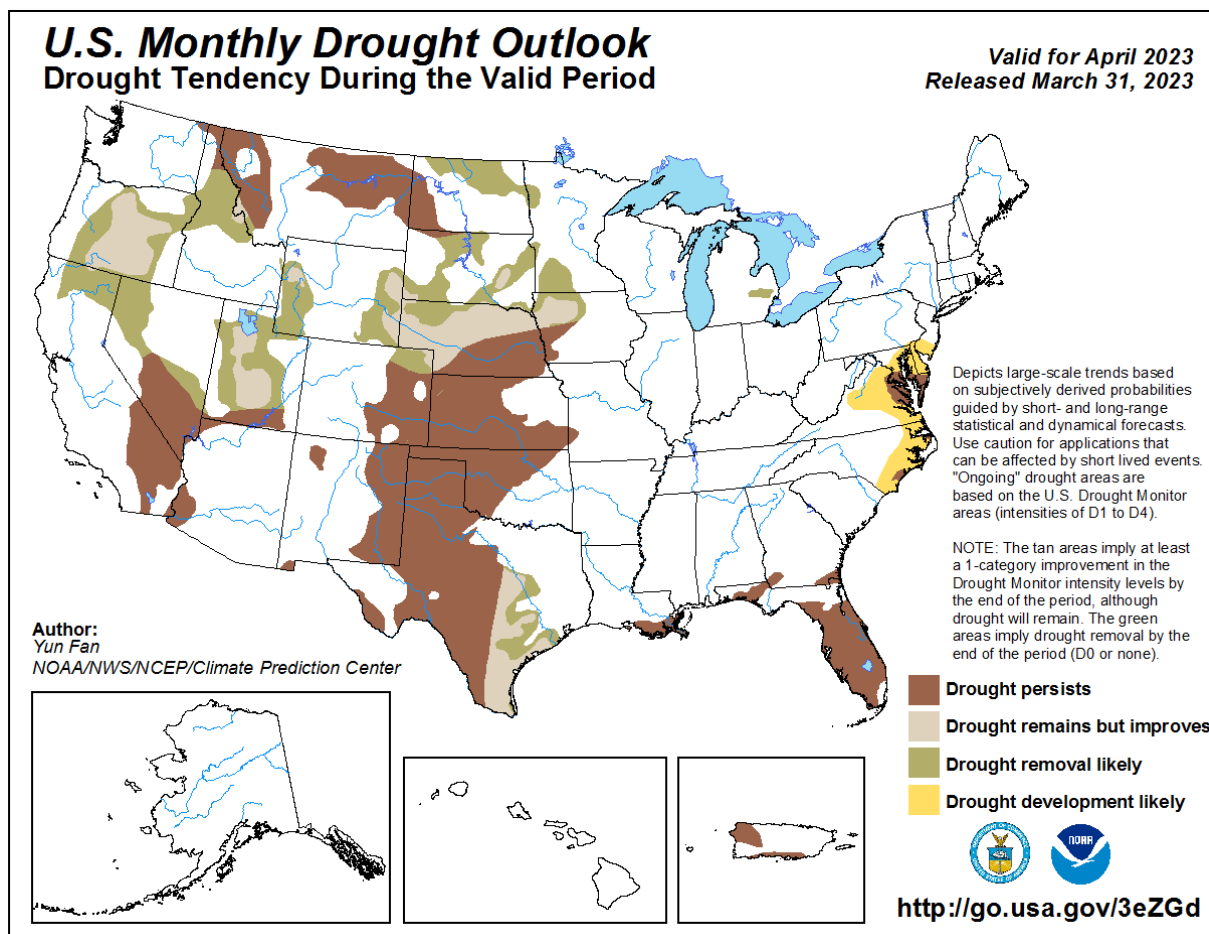 U.S. Monthly Drought Outlook
Drought Tendency During the Valid Period
Valid for April 2023
Released March 31, 2023
Depicts large-scale trends based
on subjectively derived probabilities
guided by short- and long-range
statistical and dynamical forecasts.
Use caution for applications that
can be affected by short lived events.
"Ongoing" drought areas are
based on the U.S. Drought Monitor
areas (intensities of D1 to D4).
NOTE: The tan areas imply at least
a 1-category improvement in the
Drought Monitor intensity levels by
the end of the period, although
drought will remain. The green
areas imply drought removal by the
end of the period (D0 or none).
Author:
Yun Fan
NOAA/NWS/NCEP/Climate Prediction Center
Drought persists
Drought remains but improves
Drought removal likely
Drought development likely
NOAA
http://go.usa.gov/3eZGd